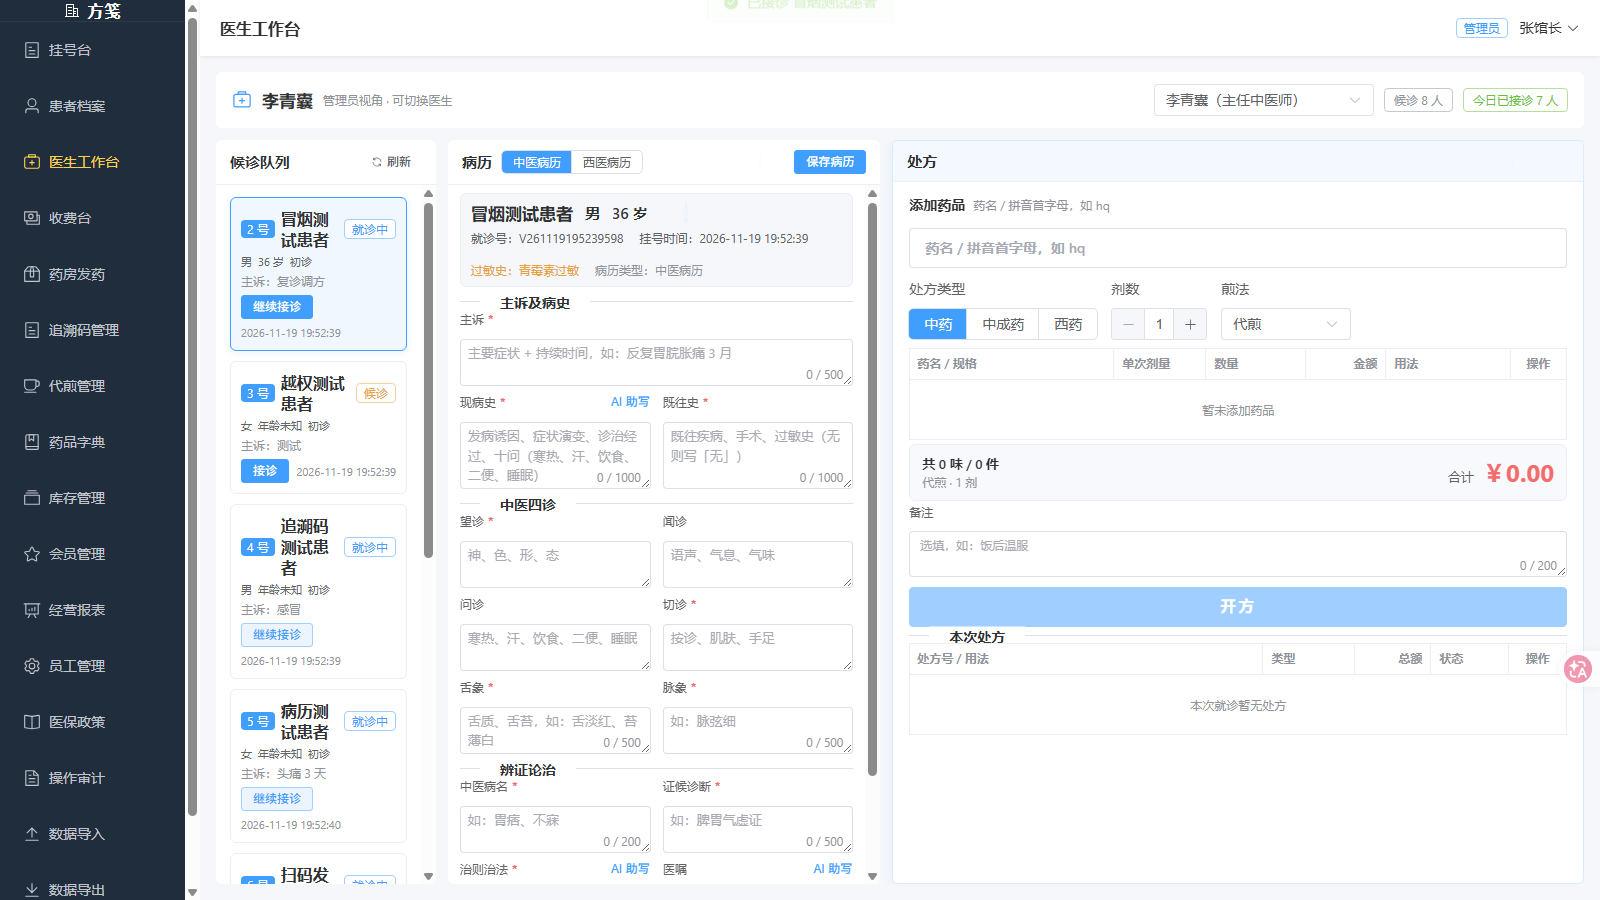 方笺
挂号台
患者档案
医生工作台
收费台
药房发药
追溯码管理
代煎管理
药品字典
库存管理
会员管理
经营报表
员工管理
医保政策
操作审计
数据导入
数据导出
已接诊 冒烟测试患者
医生工作台
管理员
张馆长
李青囊
管理员视角 · 可切换医生
李青囊（主任中医师）
候诊 8 人
今日已接诊 7 人
候诊队列
刷新
2 号
冒烟测试患者
就诊中
男 36 岁 初诊
主诉：复诊调方
继续接诊
2026-11-19 19:52:39
3 号
越权测试患者
候诊
女 年龄未知 初诊
主诉：测试
接诊
2026-11-19 19:52:39
4 号
追溯码测试患者
就诊中
男 年龄未知 初诊
主诉：感冒
继续接诊
2026-11-19 19:52:39
5 号
病历测试患者
就诊中
女 年龄未知 初诊
主诉：头痛 3 天
继续接诊
2026-11-19 19:52:40
扫码发
病历
中医病历
西医病历
保存病历
冒烟测试患者 男 36 岁
就诊号：V261119195239598 挂号时间：2026-11-19 19:52:39
过敏史：青霉素过敏 病历类型：中医病历
主诉及病史
主诉 *
主要症状 + 持续时间，如：反复胃脘胀痛 3 月
0 / 500
现病史 *
AI 助写
既往史 *
发病诱因、症状演变、诊治经过、十问（寒热、汗、饮食、二便、睡眠）
0 / 1000
既往疾病、手术、过敏史（无则写「无」）
0 / 1000
中医四诊
望诊 *
闻诊
神、色、形、态
语声、气息、气味
问诊
切诊 *
寒热、汗、饮食、二便、睡眠
按诊、肌肤、手足
舌象 *
脉象 *
舌质、舌苔，如：舌淡红、苔薄白
0 / 500
如：脉弦细
0 / 500
辨证论治
中医病名 *
证候诊断 *
如：胃痞、不寐
0 / 200
如：脾胃气虚证
0 / 500
治则治法 *
AI 助写
医嘱
AI 助写
处方
添加药品 药名 / 拼音首字母，如 hq
药名 / 拼音首字母，如 hq
处方类型
剂数
煎法
中药
中成药
西药
1
代煎
药名 / 规格
单次剂量
数量
金额
用法
操作
暂未添加药品
共 0 味 / 0 件
代煎 · 1 剂
合计 ¥ 0.00
备注
选填，如：饭后温服
0 / 200
开方
本次处方
处方号 / 用法
类型
总额
状态
操作
本次就诊暂无处方